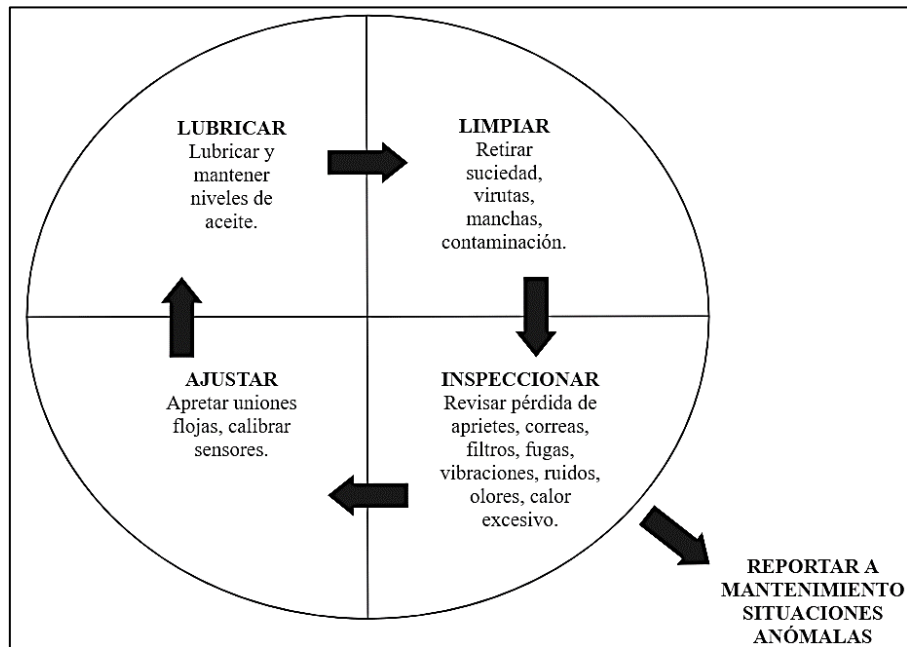 LUBRICAR
Lubricar y
mantener
niveles de
aceite.
LIMPIAR
Retirar
suciedad,
virutas,
manchas,
contaminación.
AJUSTAR
Apretar uniones
flojas, calibrar
sensores.
INSPECCIONAR
Revisar pérdida de
aprietes, correas,
filtros, fugas,
vibraciones, ruidos,
olores, calor
excesivo.
REPORTAR A
MANTENIMIENTO
SITUACIONES
ANÓMALAS